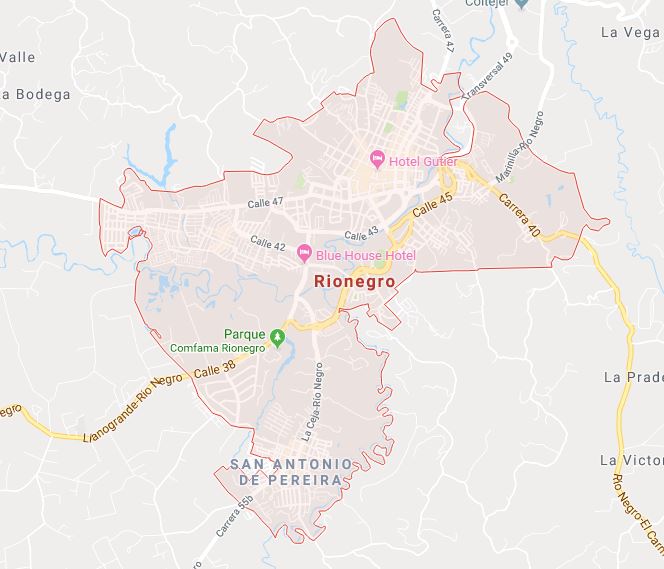 Coltejer
Carrera 47
La Vega
Valle
Transversal 49
a Bodega
Marinilla-Rio Negro
Hotel Gutier
Calle 47
Calle 45
Carrera 40
Calle 43
Calle 42
Blue House Hotel
Rionegro
Parque
Comfama Rionegro
Calle 38
La Prade
Llanogrande-Rio Negro
egro
La Ceja-Rio Negro
La Victor
SAN ANTONIO
DE PEREIRA
Carrera 55b
Rio Negro-El Carm